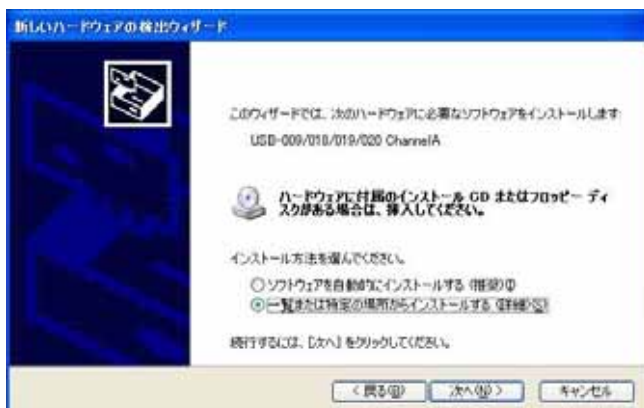 新しいハードウェアの検出ウィザード
このウィザードでは、次のハードウェアに必要なソフトウェアをインストールします:
USB-009/018/019/020 ChannelA
ハードウェアに付属のインストール CD またはフロッピー ディ
スクがある場合は、挿入してください。
インストール方法を選んでください。
ソフトウェアを自動的にインストールする (推奨)(I)
一覧または特定の場所からインストールする (詳細)(S)
続行するには、[次へ] をクリックしてください。
< 戻る(B)
次へ(N) >
キャンセル